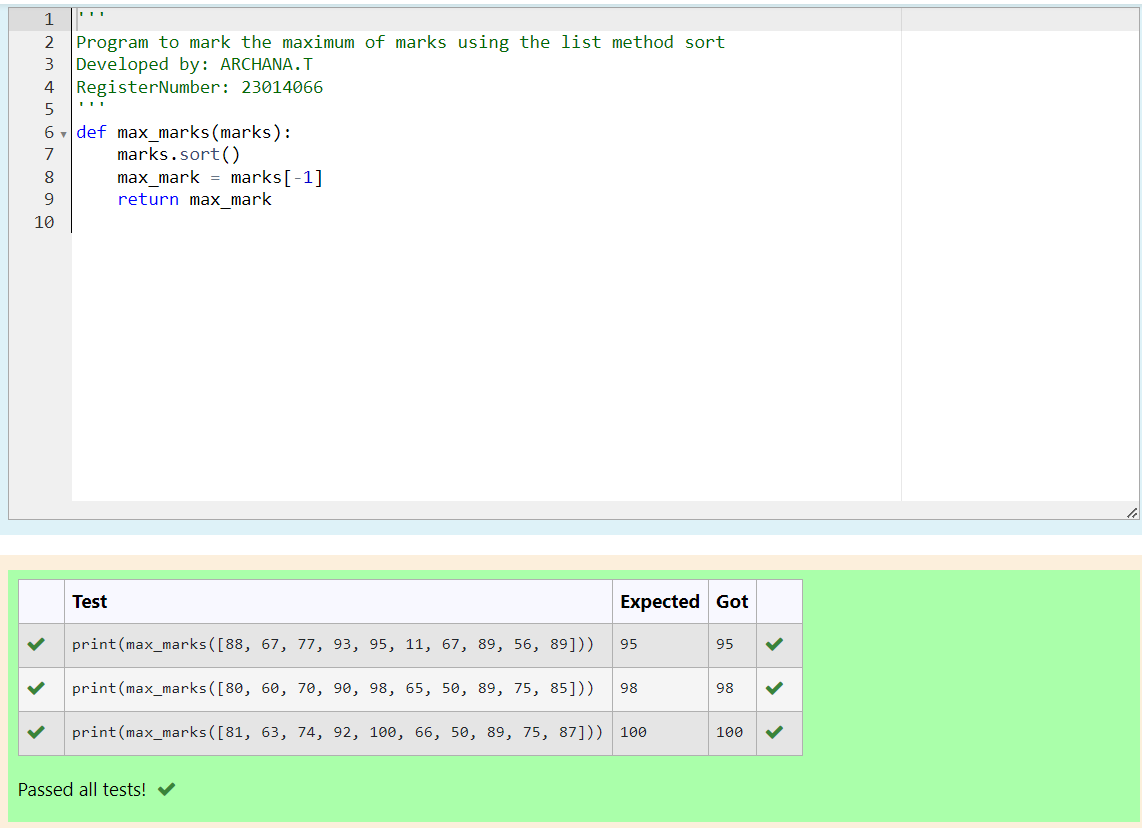 1 '''
2 Program to mark the maximum of marks using the list method sort
3 Developed by: ARCHANA.T
4 RegisterNumber: 23014066
5 '''
6 def max_marks(marks):
7     marks.sort()
8     max_mark = marks[-1]
9     return max_mark
10
Test Expected Got
print(max_marks([88, 67, 77, 93, 95, 11, 67, 89, 56, 89])) 95 95
print(max_marks([80, 60, 70, 90, 98, 65, 50, 89, 75, 85])) 98 98
print(max_marks([81, 63, 74, 92, 100, 66, 50, 89, 75, 87])) 100 100
Passed all tests!